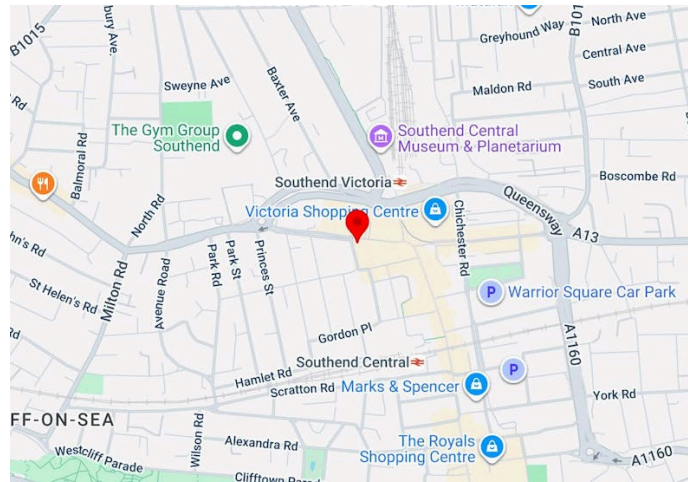 B1015
bury Ave.
Greyhound Way
B101
North Ave
Central Ave
South Ave
Sweyne Ave
Baxter Ave
Maldon Rd
The Gym Group
Southend
Southend Central
Museum & Planetarium
Balmoral Rd
North Rd
Southend Victoria
Boscombe Rd
Victoria Shopping Centre
Chichester Rd
Queensway
A13
hn's Rd
St Helen's Rd
Milton Rd
Avenue Road
Park Rd
Park St
Princes St
P
Warrior Square Car Park
Gordon Pl
A1160
Southend Central
P
Hamlet Rd
Scratton Rd
Marks & Spencer
York Rd
FF-ON-SEA
Wilson Rd
Alexandra Rd
The Royals
Shopping Centre
Westcliff Parade
Clifftown Parad
A1160